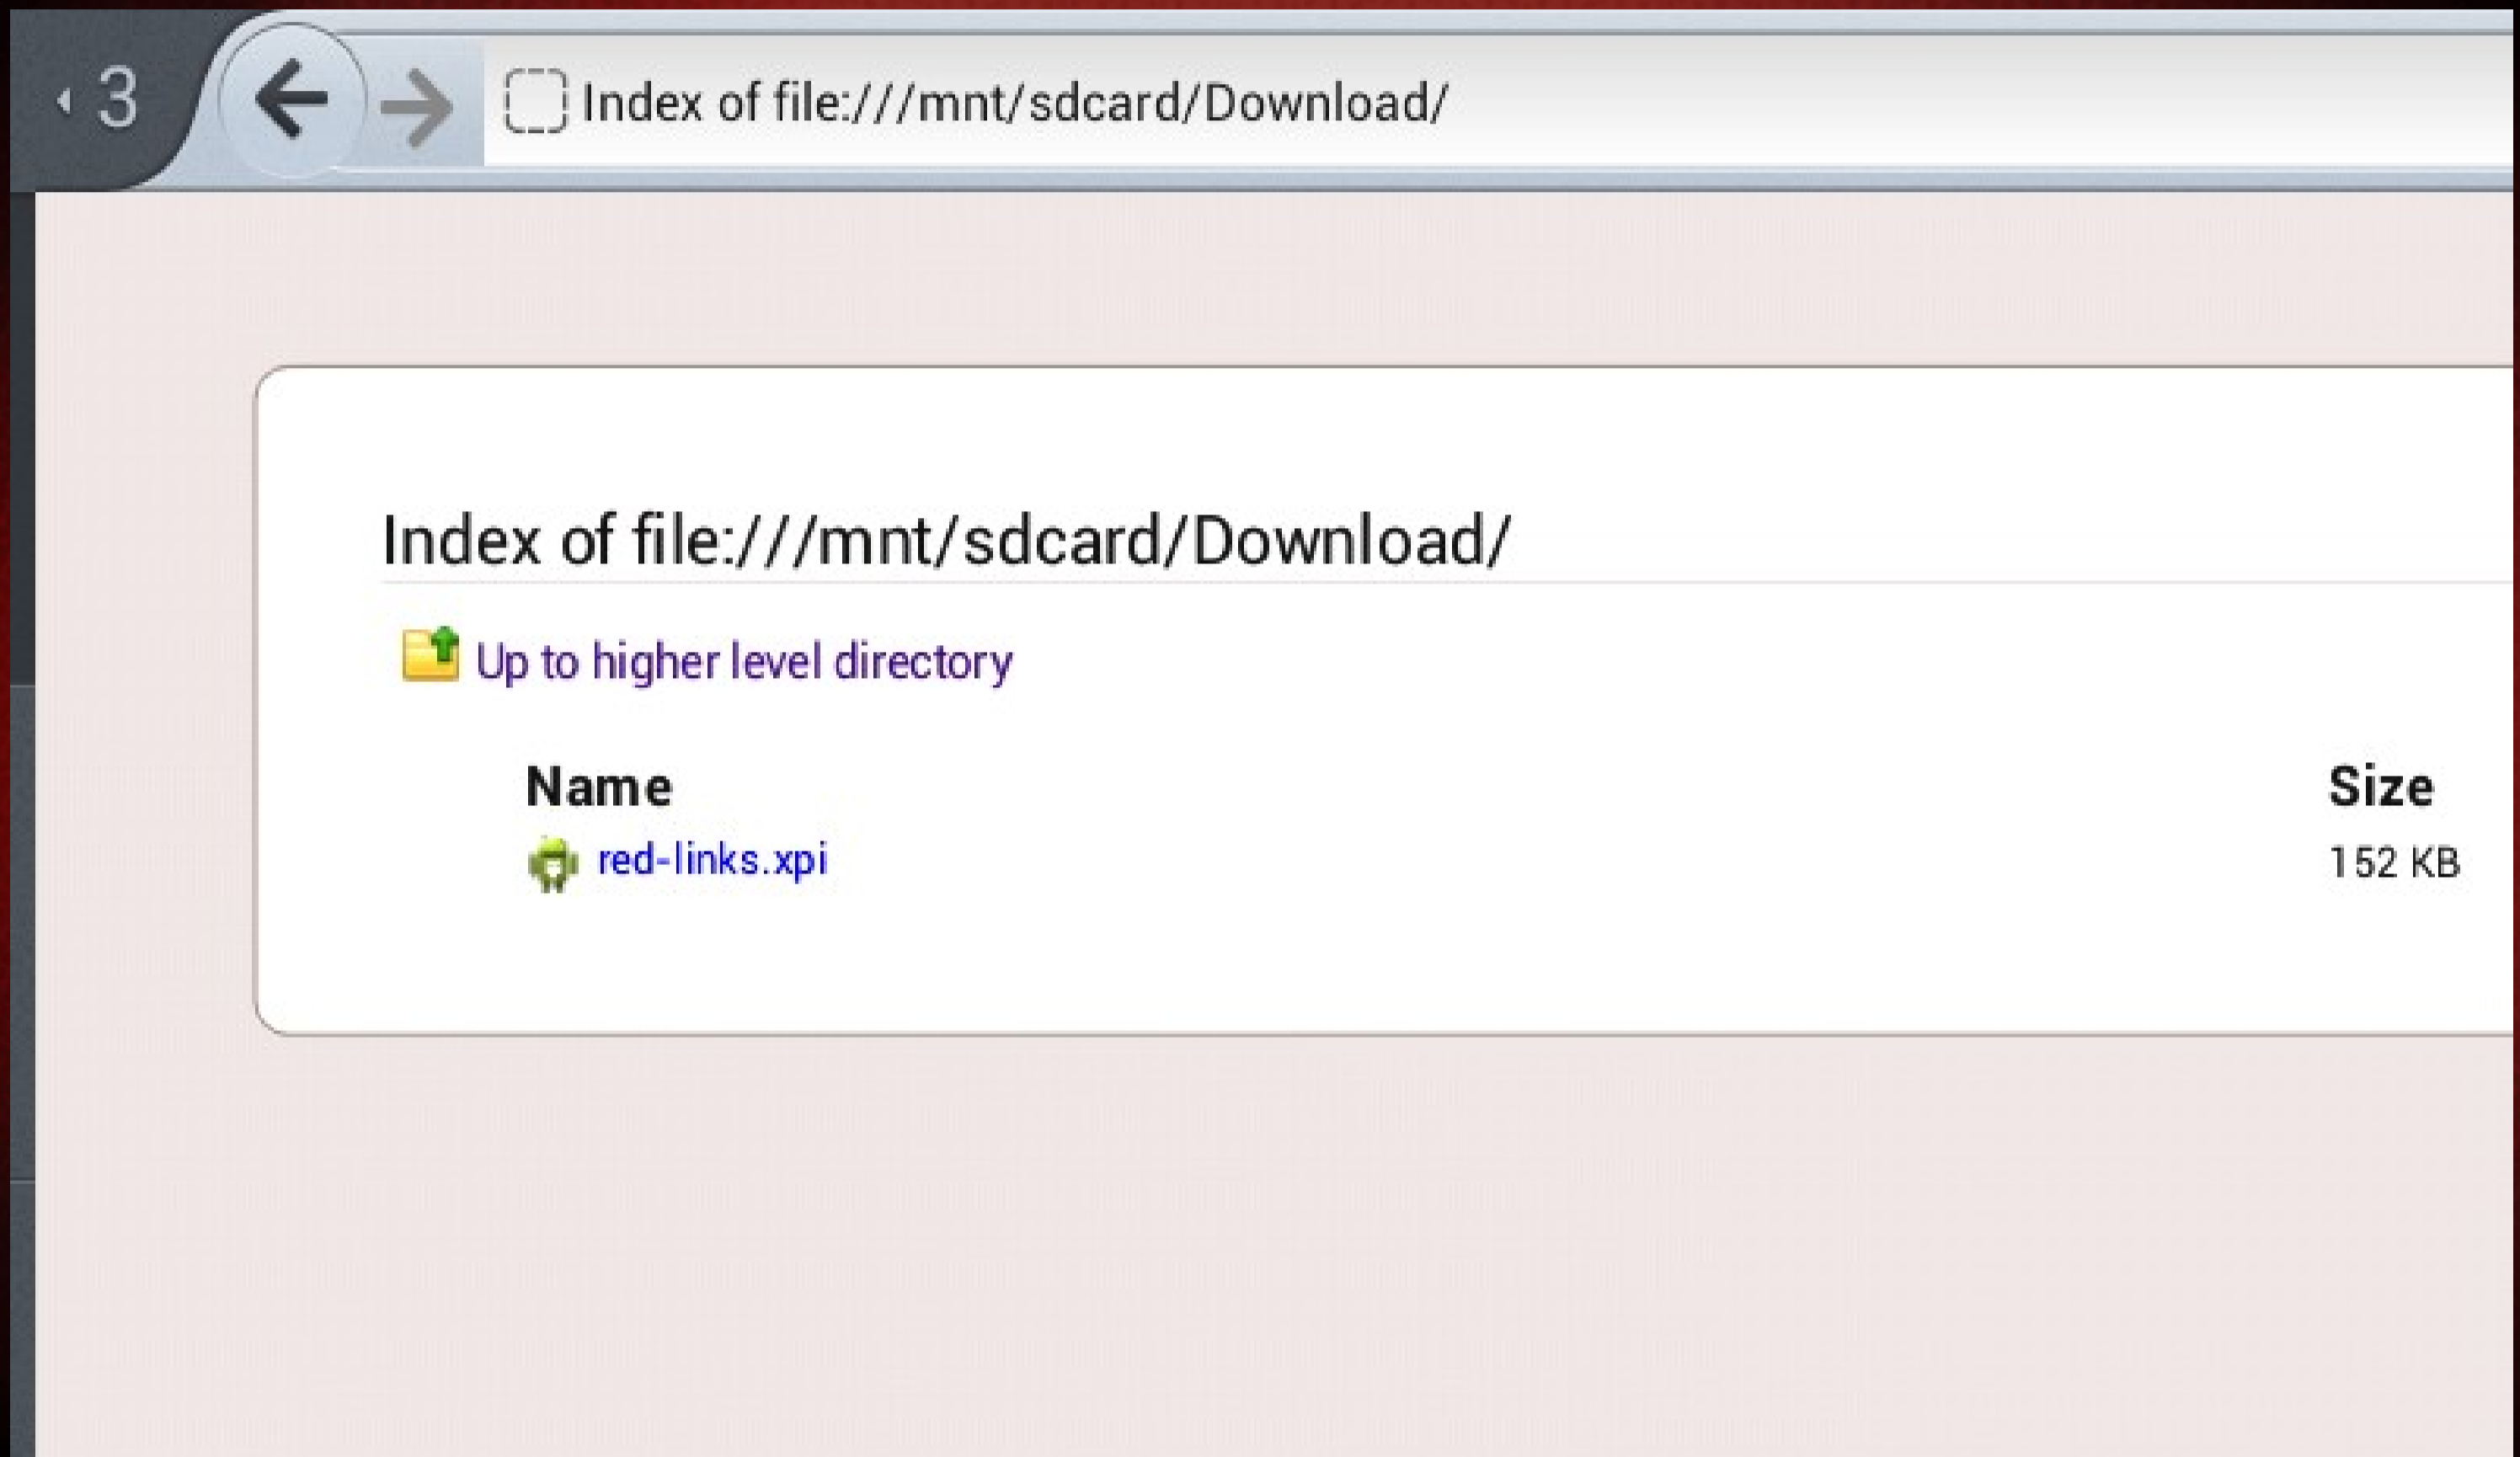 3
Index of file:///mnt/sdcard/Download/
Index of file:///mnt/sdcard/Download/
Up to higher level directory
Name Size
red-links.xpi 152 KB